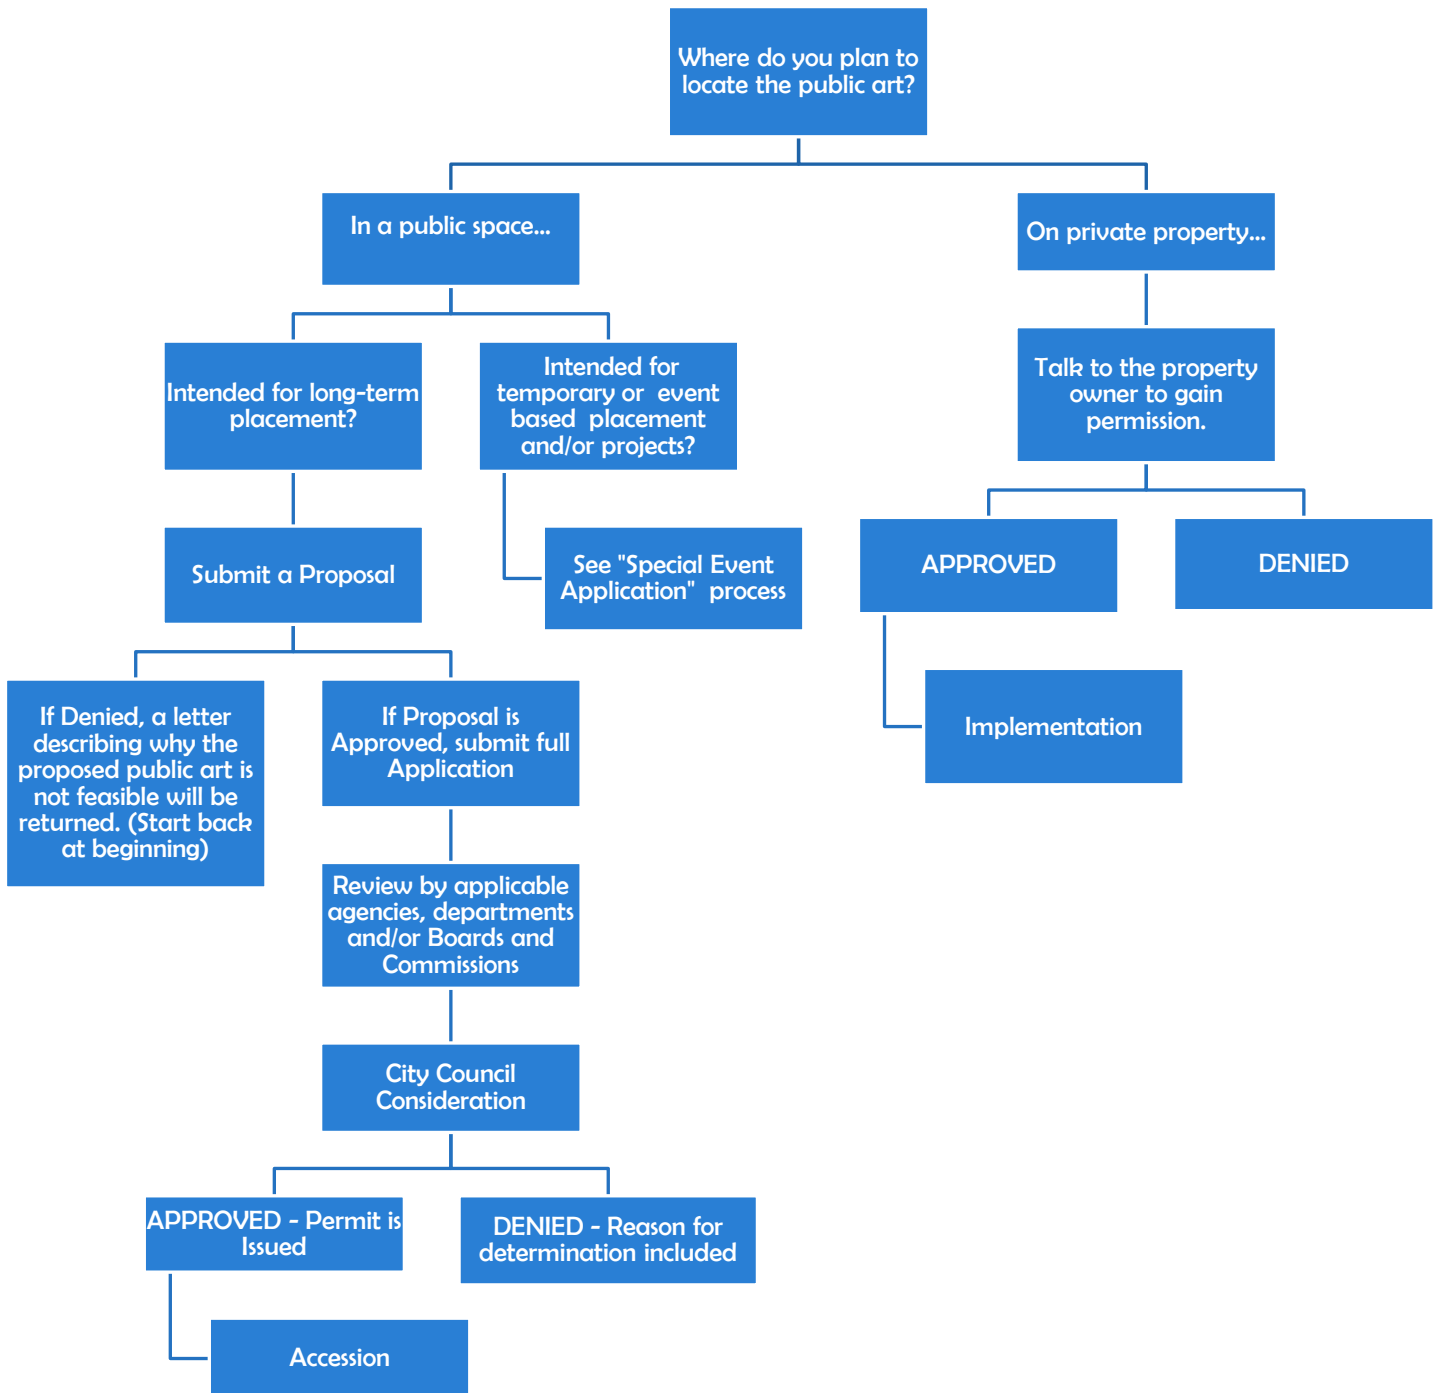 Where do you plan to
locate the public art?
In a public space...
On private property...
Intended for long-term
placement?
Intended for
temporary or event
based placement
and/or projects?
Talk to the property
owner to gain
permission.
Submit a Proposal
See "Special Event
Application" process
APPROVED
DENIED
If Denied, a letter
describing why the
proposed public art is
not feasible will be
returned. (Start back
at beginning)
If Proposal is
Approved, submit full
Application
Implementation
Review by applicable
agencies, departments
and/or Boards and
Commissions
City Council
Consideration
APPROVED - Permit is
Issued
DENIED - Reason for
determination included
Accession